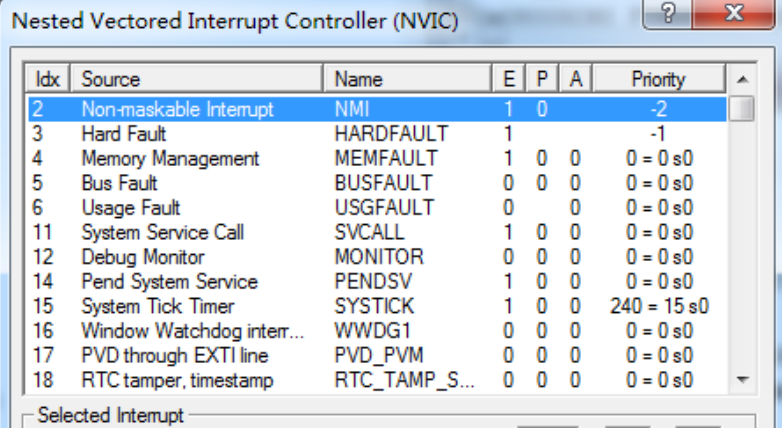 Nested Vectored Interrupt Controller (NVIC)
Idx Source Name E P A Priority
2 Non-maskable Interrupt NMI 1 0 -2
3 Hard Fault HARDFAULT 1 -1
4 Memory Management MEMFAULT 1 0 0 0 = 0 s0
5 Bus Fault BUSFAULT 0 0 0 0 = 0 s0
6 Usage Fault USGFAULT 0 0 0 = 0 s0
11 System Service Call SVCALL 1 0 0 0 = 0 s0
12 Debug Monitor MONITOR 0 0 0 0 = 0 s0
14 Pend System Service PENDSV 1 0 0 0 = 0 s0
15 System Tick Timer SYSTICK 1 0 0 240 = 15 s0
16 Window Watchdog interr... WWDG1 0 0 0 0 = 0 s0
17 PVD through EXTI line PVD_PVM 0 0 0 0 = 0 s0
18 RTC tamper, timestamp RTC_TAMP_S... 0 0 0 0 = 0 s0
Selected Interrupt